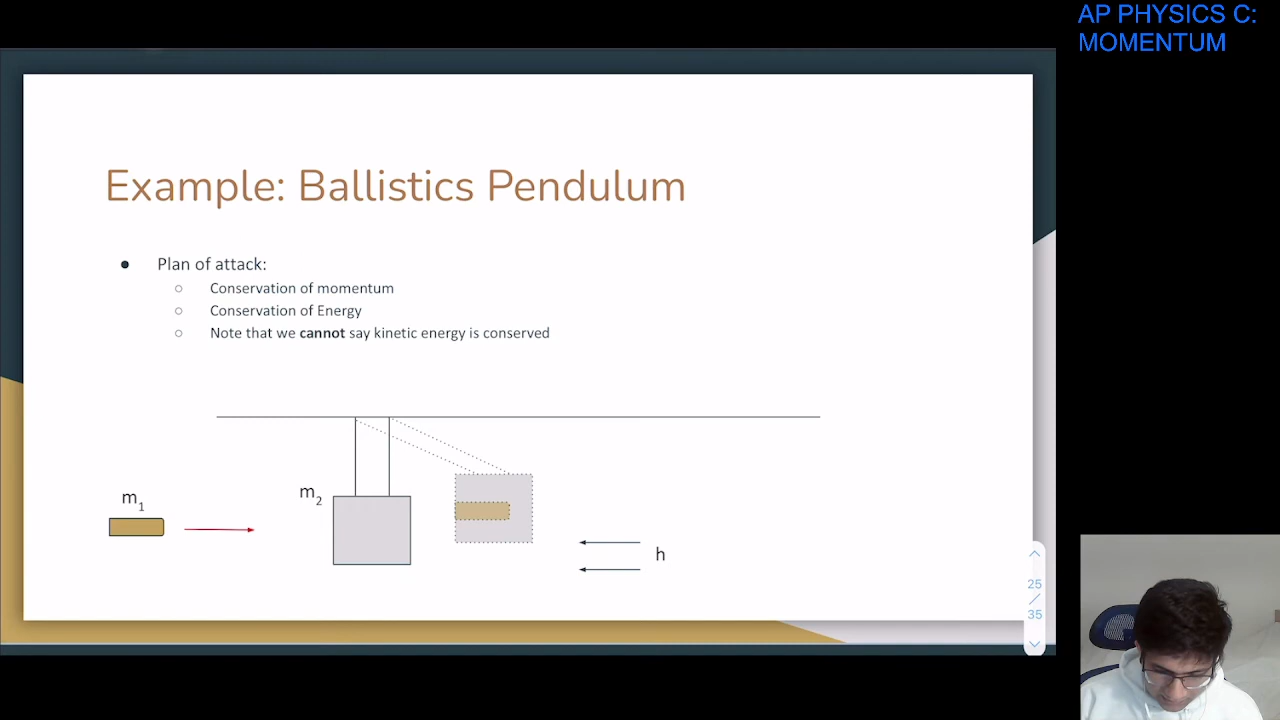 AP PHYSICS C:
MOMENTUM
Example: Ballistics Pendulum
● Plan of attack:
○ Conservation of momentum
○ Conservation of Energy
○ Note that we cannot say kinetic energy is conserved
m1
m2
h
25
/
35